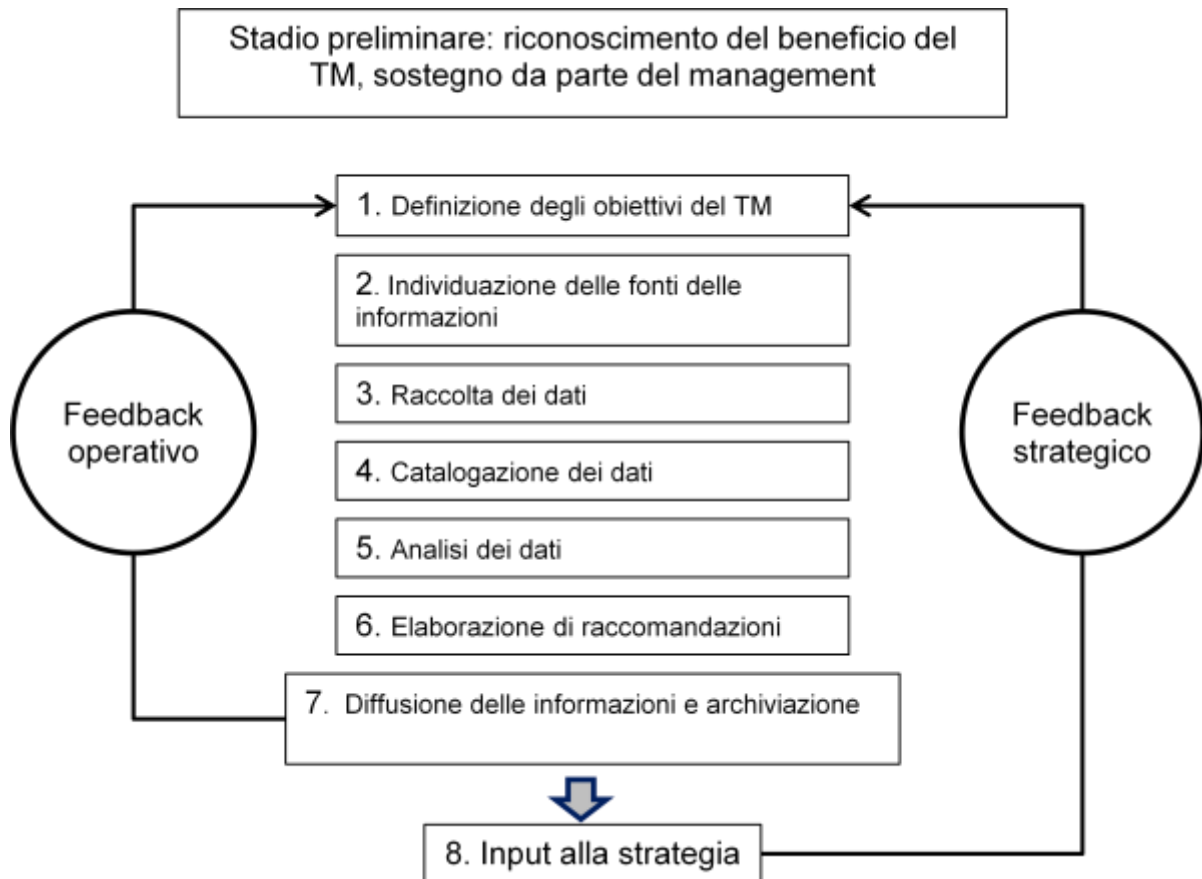 Stadio preliminare: riconoscimento del beneficio del
TM, sostegno da parte del management
1. Definizione degli obiettivi del TM
2. Individuazione delle fonti delle
informazioni
3. Raccolta dei dati
Feedback
operativo
Feedback
strategico
4. Catalogazione dei dati
5. Analisi dei dati
6. Elaborazione di raccomandazioni
7. Diffusione delle informazioni e archiviazione
8. Input alla strategia